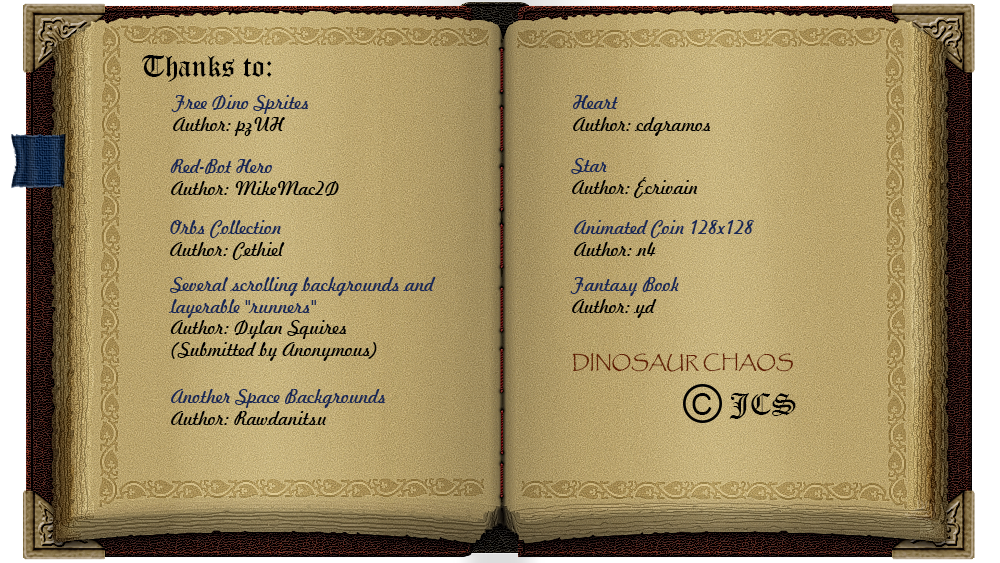 Thanks to:
Free Dino Sprites
Author: pzUH
Red-Bot Hero
Author: MikeMac2D
Orbs Collection
Author: Cethiel
Several scrolling backgrounds and
layerable "runners"
Author: Dylan Squires
(Submitted by Anonymous)
Another Space Backgrounds
Author: Rawdanitsu
Heart
Author: cdgramos
Star
Author: Écrivain
Animated Coin 128x128
Author: n4
Fantasy Book
Author: yd
DINOSAUR CHAOS
© JCS